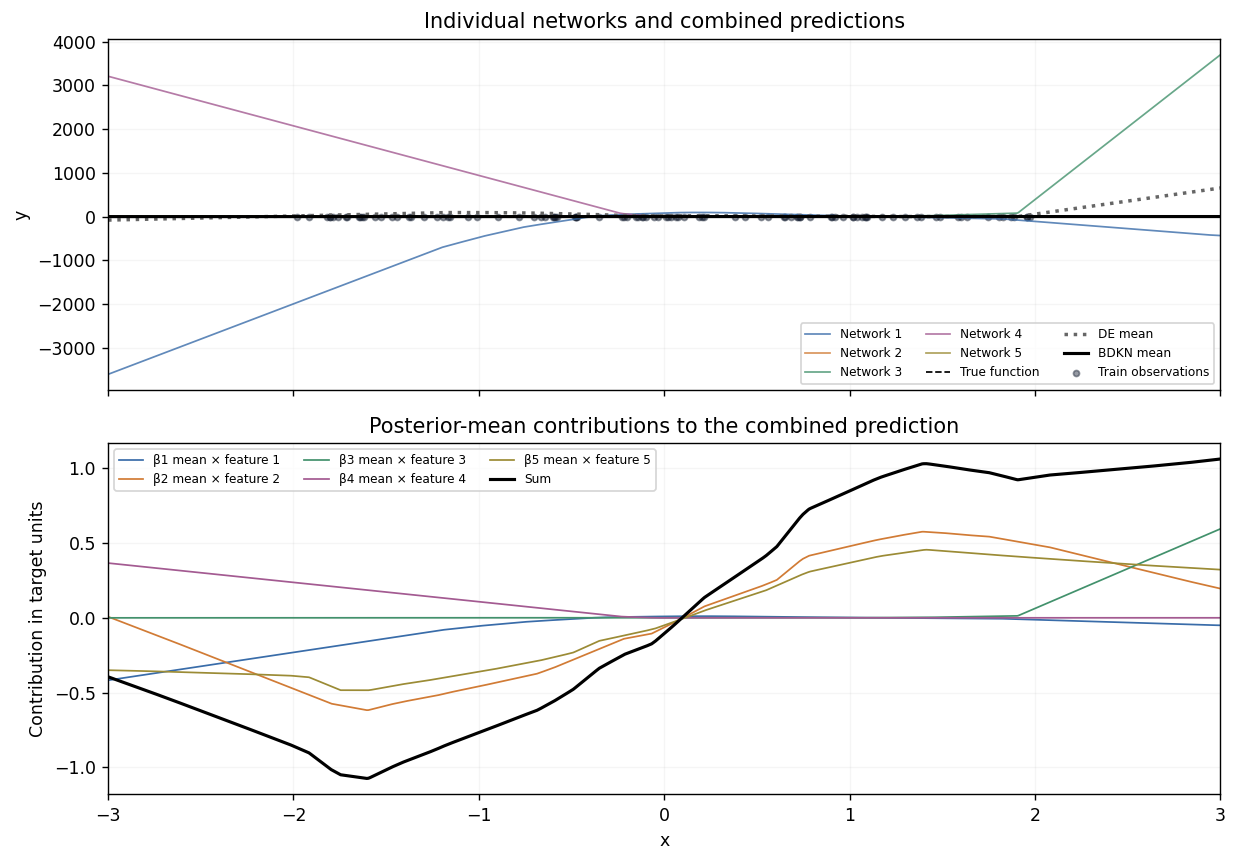 Individual networks and combined predictions
4000
3000
2000
1000
0
−1000
−2000
−3000
y
Network 1 Network 4 DE mean
Network 2 Network 5 BDKN mean
Network 3 True function Train observations
Posterior-mean contributions to the combined prediction
β1 mean × feature 1 β3 mean × feature 3 β5 mean × feature 5
β2 mean × feature 2 β4 mean × feature 4 Sum
1.0
0.5
0.0
−0.5
−1.0
Contribution in target units
−3 −2 −1 0 1 2 3
x